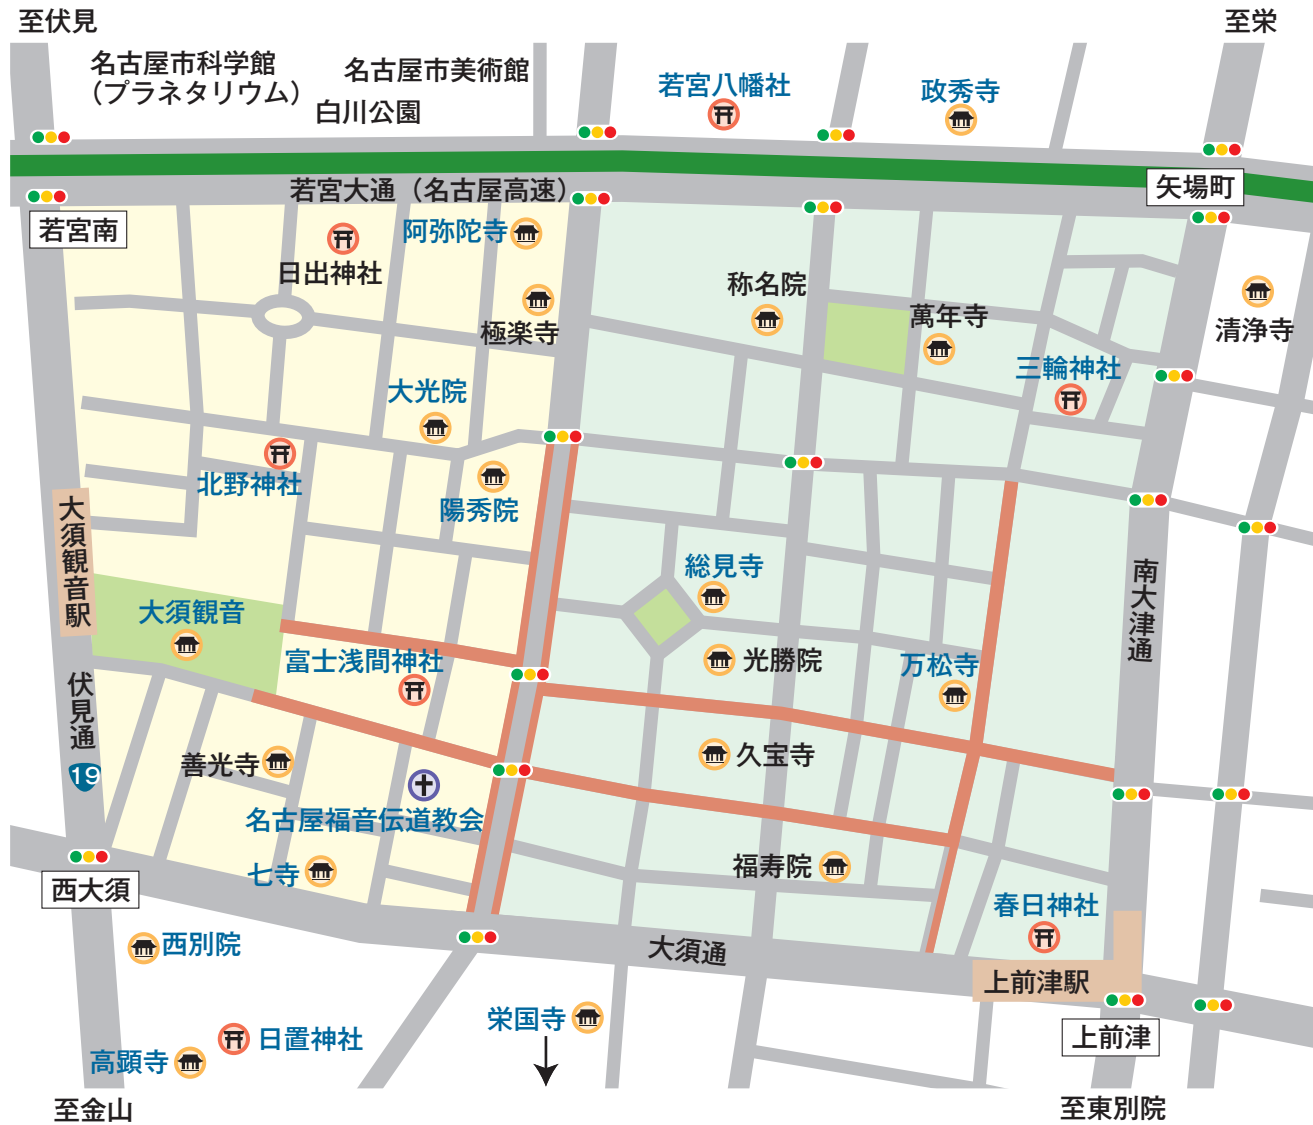 至伏見
至栄
名古屋市科学館
（プラネタリウム）
名古屋市美術館
白川公園
若宮八幡社
政秀寺
若宮大通（名古屋高速）
矢場町
若宮南
日出神社
阿弥陀寺
極楽寺
称名院
萬年寺
清浄寺
三輪神社
大光院
北野神社
陽秀院
大須観音駅
総見寺
南大津通
大須観音
富士浅間神社
光勝院
万松寺
伏見通
19
善光寺
久宝寺
名古屋福音伝道教会
七寺
福寿院
西大須
春日神社
西別院
大須通
上前津駅
栄国寺
上前津
日置神社
高顕寺
至金山
至東別院